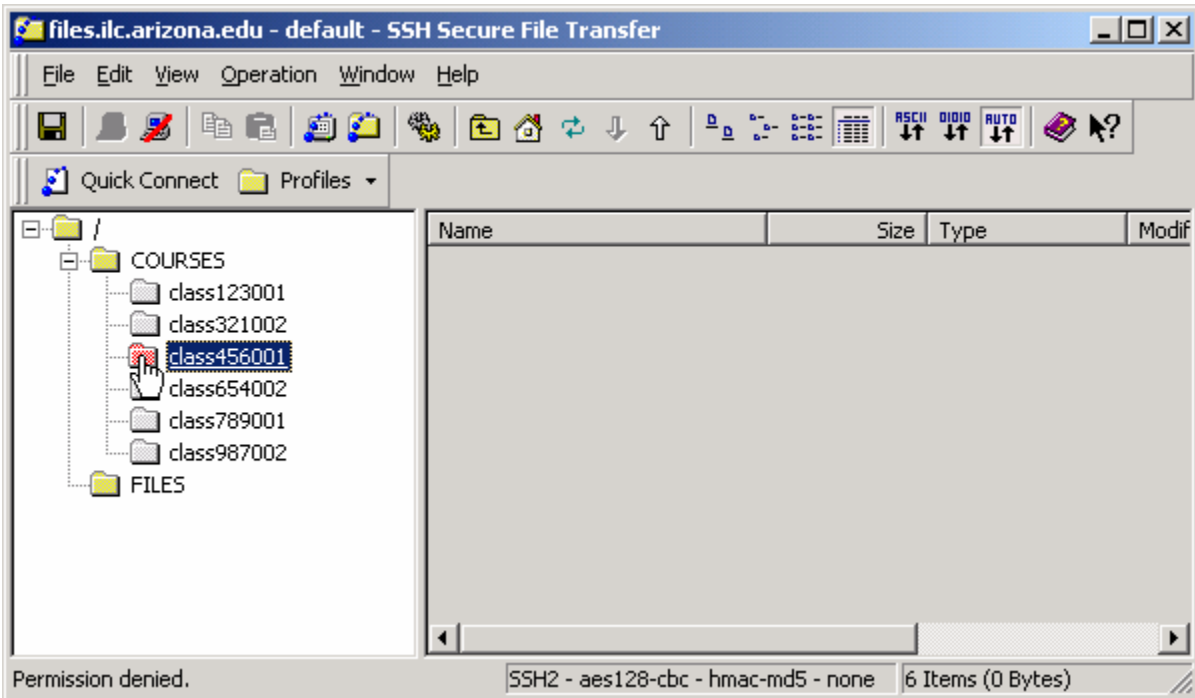 files.ilc.arizona.edu - default - SSH Secure File Transfer
File Edit View Operation Window Help
ASCII 01010 AUTO
Quick Connect Profiles
/
Name Size Type Modif
COURSES
class123001
class321002
class456001
class654002
class789001
class987002
FILES
Permission denied. SSH2 - aes128-cbc - hmac-md5 - none 6 Items (0 Bytes)